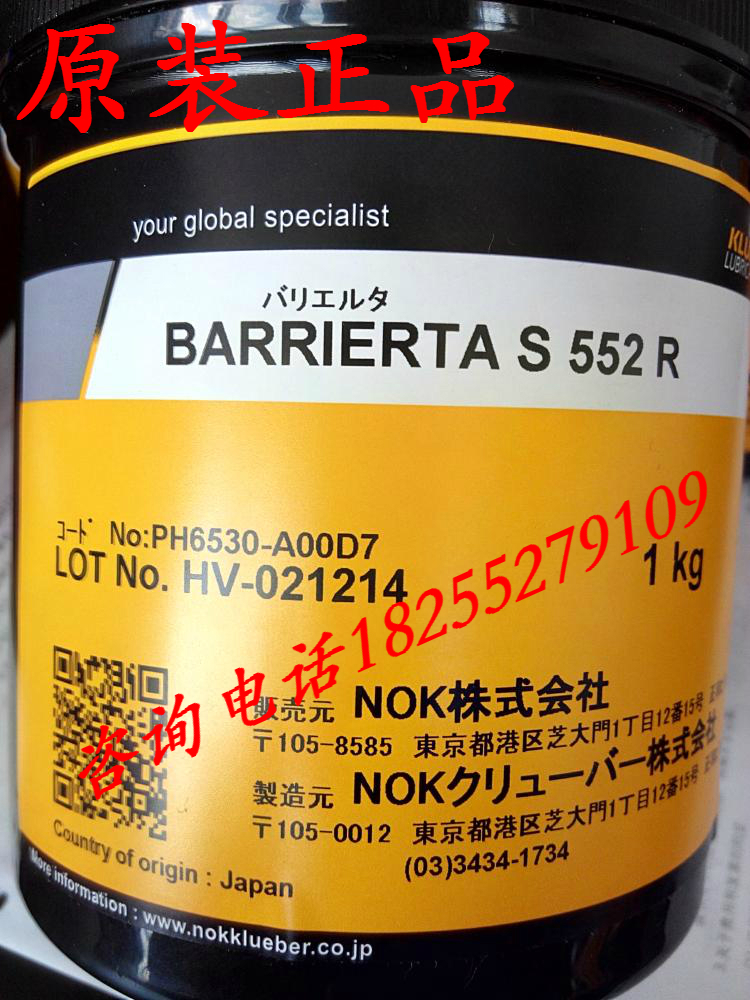 原装正品
your global specialist
バリエルタ
BARRIERTA S 552 R
コード No:PH6530-A00D7
LOT No. HV-021214
1 kg
咨询电话18255279109
販売元 NOK株式会社
〒105-8585 東京都港区芝大門1丁目12番15号
製造元 NOKクリューバー株式会社
〒105-0012 東京都港区芝大門1丁目12番15号
(03)3434-1734
Country of origin : Japan
More information : www.nokklueber.co.jp